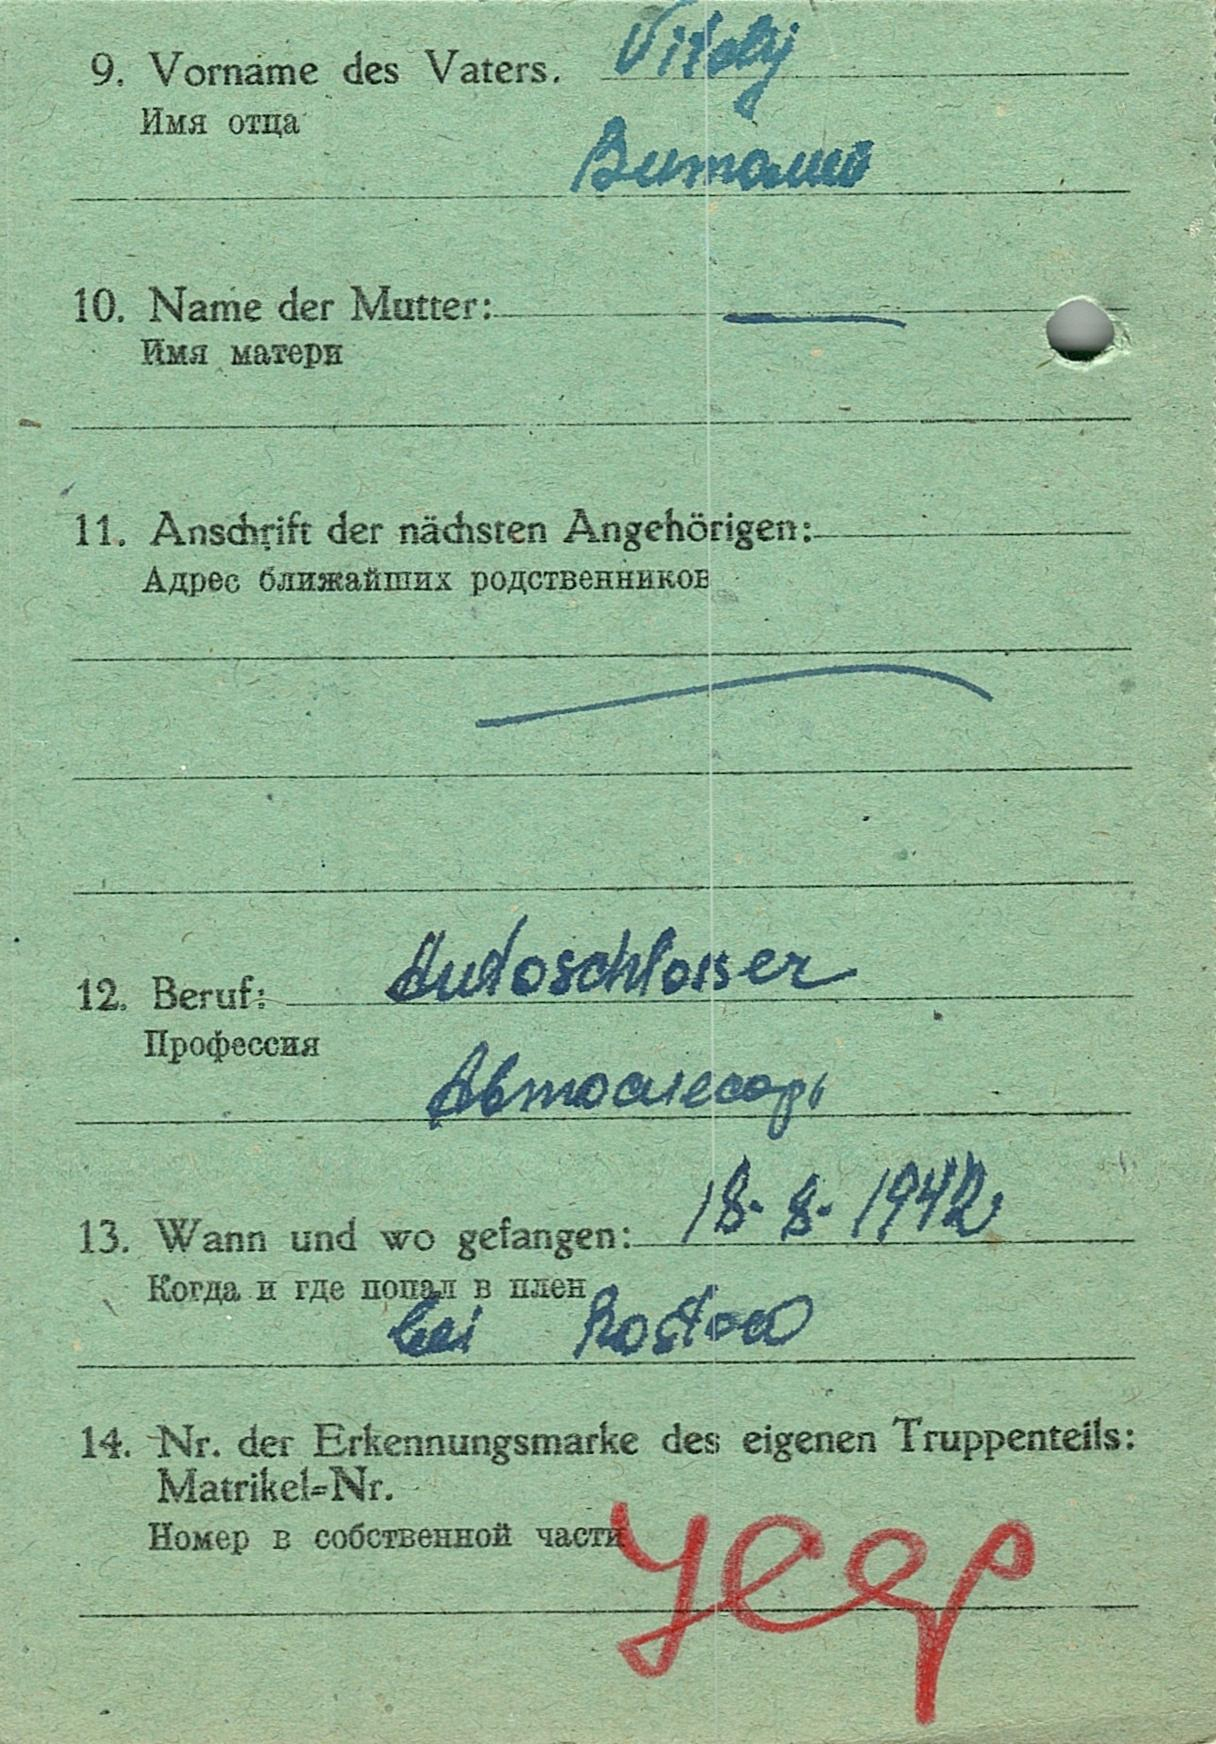 9. Vorname des Vaters. Vitaly
Имя отца
Виталий
10. Name der Mutter: —
Имя матери
11. Anschrift der nächsten Angehörigen:
Адрес ближайших родственников
—
12. Beruf: Autoschlosser
Профессия
Автослесарь
13. Wann und wo gefangen: 18. 8. 1942
Когда и где попал в плен
bei Rostow
14. Nr. der Erkennungsmarke des eigenen Truppenteils:
Matrikel=Nr.
Номер в собственной части